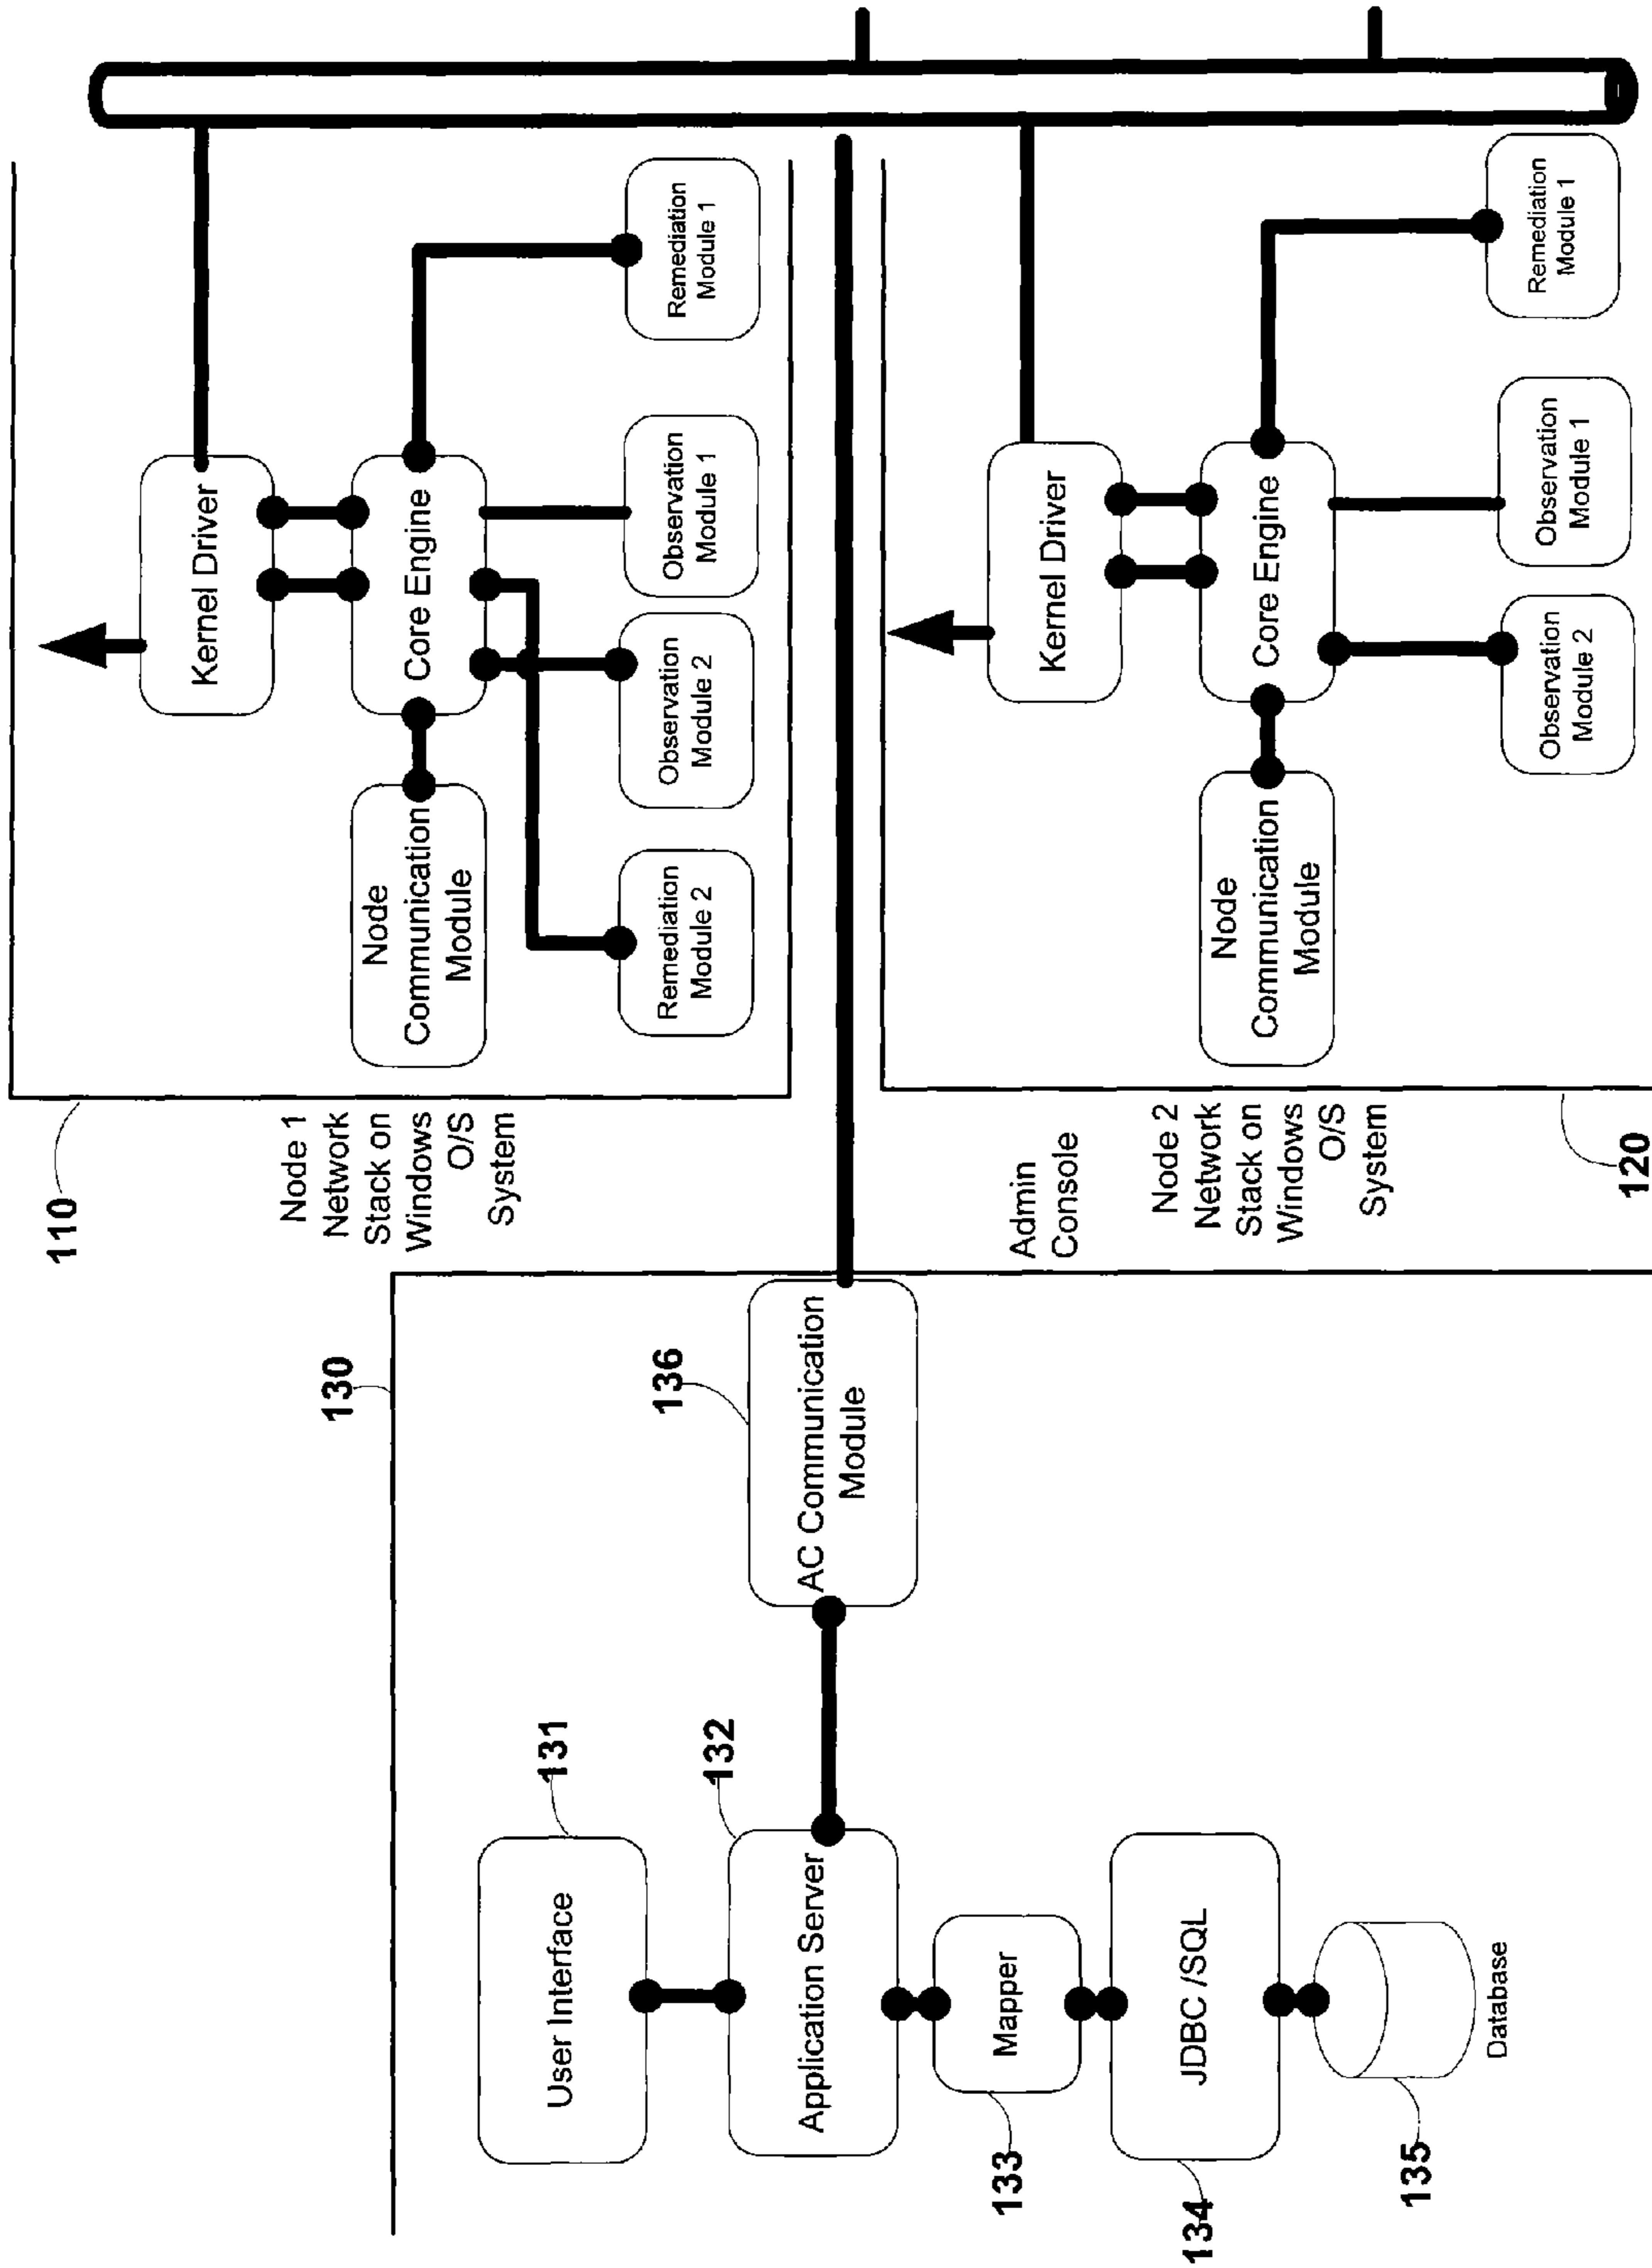 130
131
User Interface
132
Application Server
133
Mapper
134
JDBC /SQL
135
Database
136
AC Communication
Module
110
Node 1
Network
Stack on
Windows
O/S
System
Kernel Driver
Core Engine
Node
Communication
Module
Remediation
Module 2
Observation
Module 2
Observation
Module 1
Remediation
Module 1
Admin
Console
Node 2
Network
Stack on
Windows
O/S
System
120
Kernel Driver
Core Engine
Node
Communication
Module
Observation
Module 2
Observation
Module 1
Remediation
Module 1